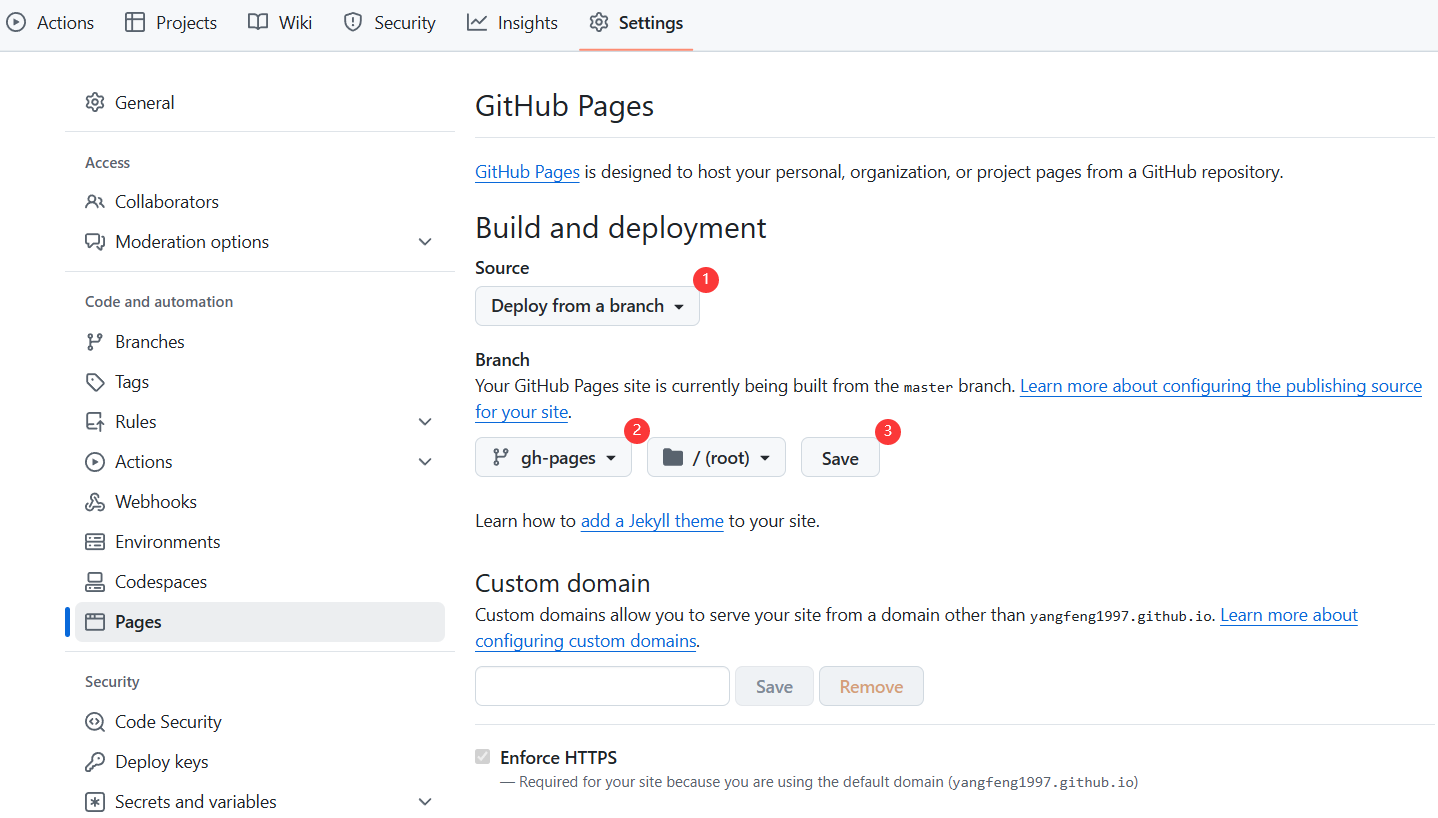 Actions Projects Wiki Security Insights Settings
General
Access
Collaborators
Moderation options
Code and automation
Branches
Tags
Rules
Actions
Webhooks
Environments
Codespaces
Pages
Security
Code Security
Deploy keys
Secrets and variables
GitHub Pages
GitHub Pages is designed to host your personal, organization, or project pages from a GitHub repository.
Build and deployment
Source
1
Deploy from a branch
Branch
Your GitHub Pages site is currently being built from the master branch. Learn more about configuring the publishing source
for your site.
2 3
gh-pages / (root) Save
Learn how to add a Jekyll theme to your site.
Custom domain
Custom domains allow you to serve your site from a domain other than yangfeng1997.github.io. Learn more about
configuring custom domains.
Save Remove
Enforce HTTPS
— Required for your site because you are using the default domain (yangfeng1997.github.io)